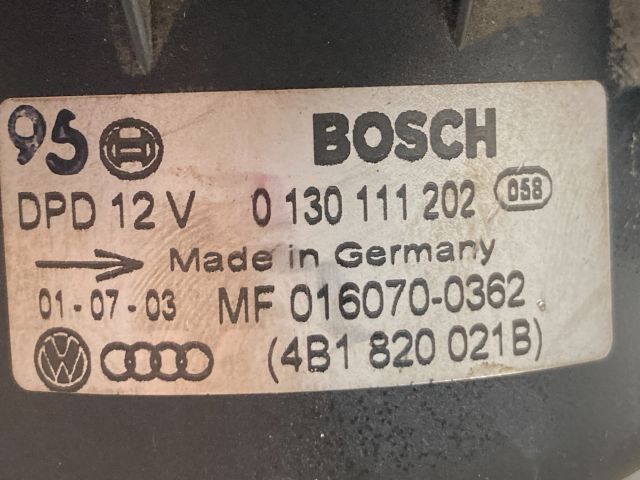 95 BOSCH
DPD 12 V 0 130 111 202 058
Made in Germany
01-07-03 MF 016070-0362
VW (4B1 820 021B)